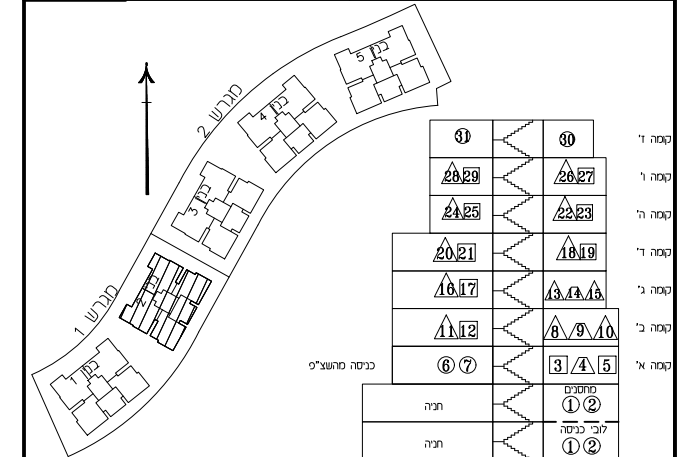 מגרש 2
בנין 5
בנין 4
בנין 3
מגרש 1
בנין 2
בנין 1
31 30 קומה ז'
28 29 26 27 קומה ו'
24 25 22 23 קומה ה'
20 21 18 19 קומה ד'
16 17 13 14 15 קומה ג'
11 12 8 9 10 קומה ב'
כניסה מהשצ"פ 6 7 3 4 5 קומה א'
מחסנים
חניה 1 2
לובי כניסה
חניה 1 2